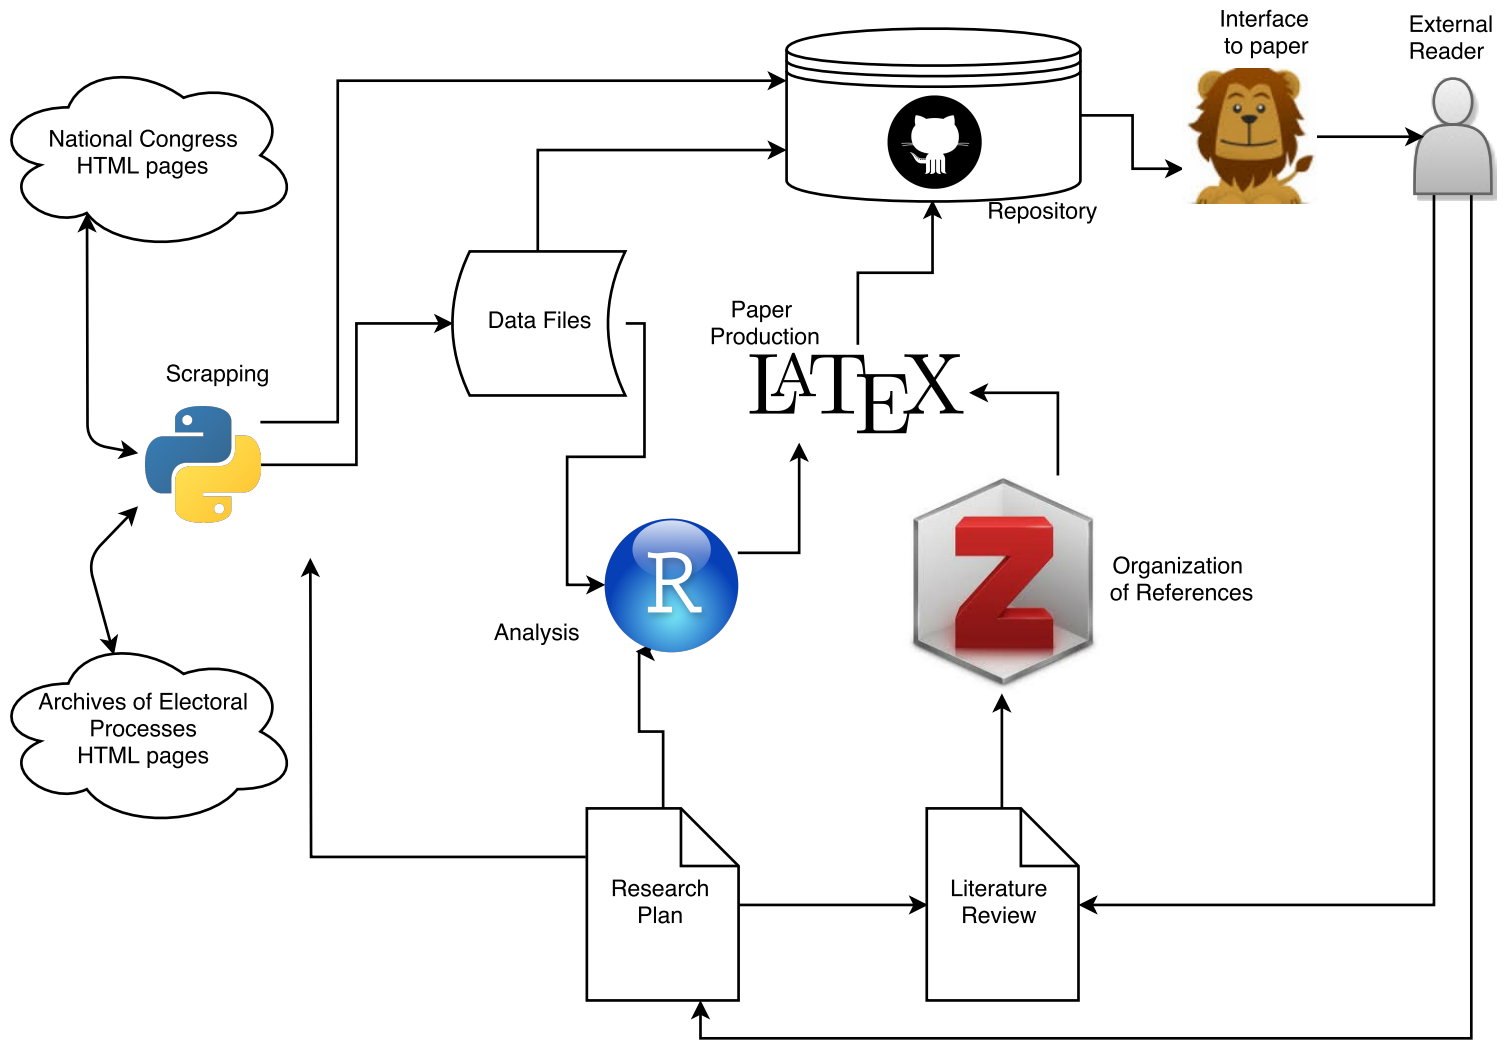 Interface
to paper
External
Reader
National Congress
HTML pages
Repository
Data Files
Paper
Production
LATEX
Scrapping
R
Z
Organization
of References
Analysis
Archives of Electoral
Processes
HTML pages
Research
Plan
Literature
Review